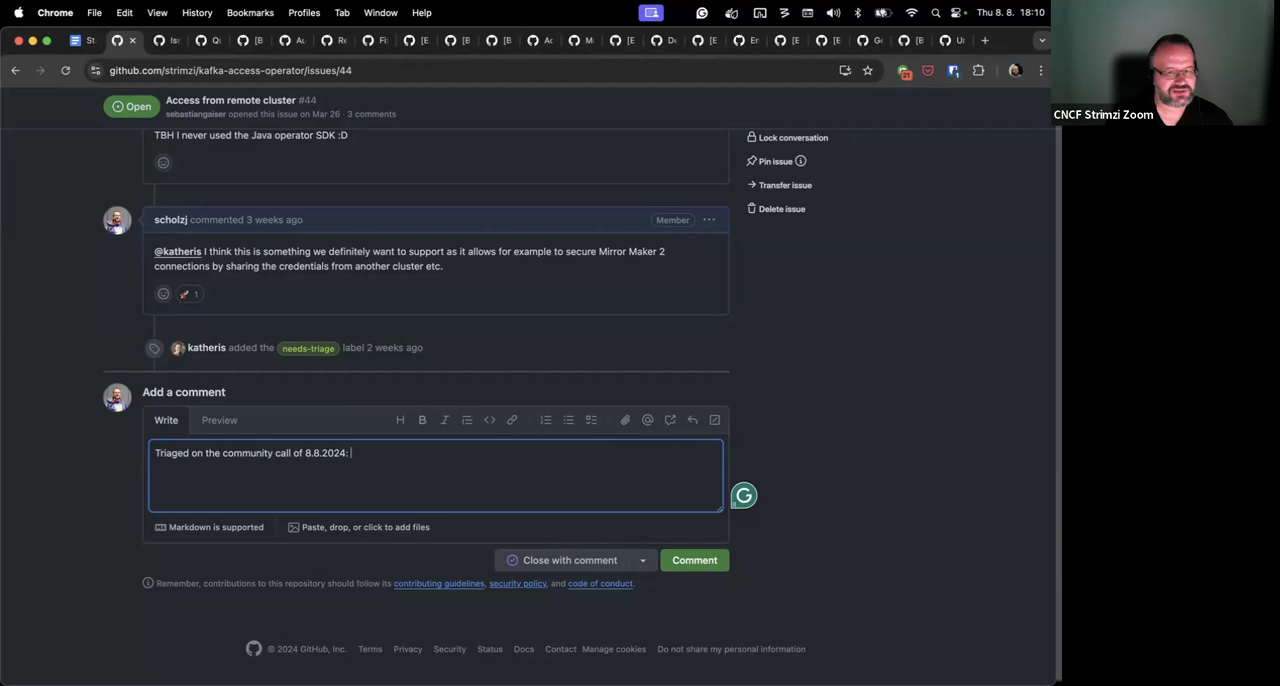 Chrome File Edit View History Bookmarks Profiles Tab Window Help Thu 8. 8. 18:10
github.com/strimzi/kafka-access-operator/issues/44
Open
Access from remote cluster #44
sebastiangaiser opened this issue on Mar 26 · 3 comments
TBH I never used the Java operator SDK :D
Lock conversation
Pin issue
Transfer issue
Delete issue
scholzj commented 3 weeks ago Member
@katheris I think this is something we definitely want to support as it allows for example to secure Mirror Maker 2
connections by sharing the credentials from another cluster etc.
1
katheris added the needs-triage label 2 weeks ago
Add a comment
Write Preview
Triaged on the community call of 8.8.2024:
Markdown is supported Paste, drop, or click to add files
Close with comment Comment
Remember, contributions to this repository should follow its contributing guidelines, security policy, and code of conduct.
© 2024 GitHub, Inc. Terms Privacy Security Status Docs Contact Manage cookies Do not share my personal information
CNCF Strimzi Zoom